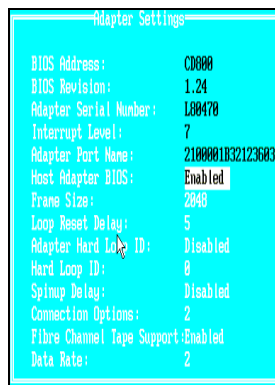 Adapter Settings
BIOS Address: CD800
BIOS Revision: 1.24
Adapter Serial Number: L80470
Interrupt Level: 7
Adapter Port Name: 2100001B32123603
Host Adapter BIOS: Enabled
Frame Size: 2048
Loop Reset Delay: 5
Adapter Hard Loop ID: Disabled
Hard Loop ID: 0
Spinup Delay: Disabled
Connection Options: 2
Fibre Channel Tape Support:Enabled
Data Rate: 2